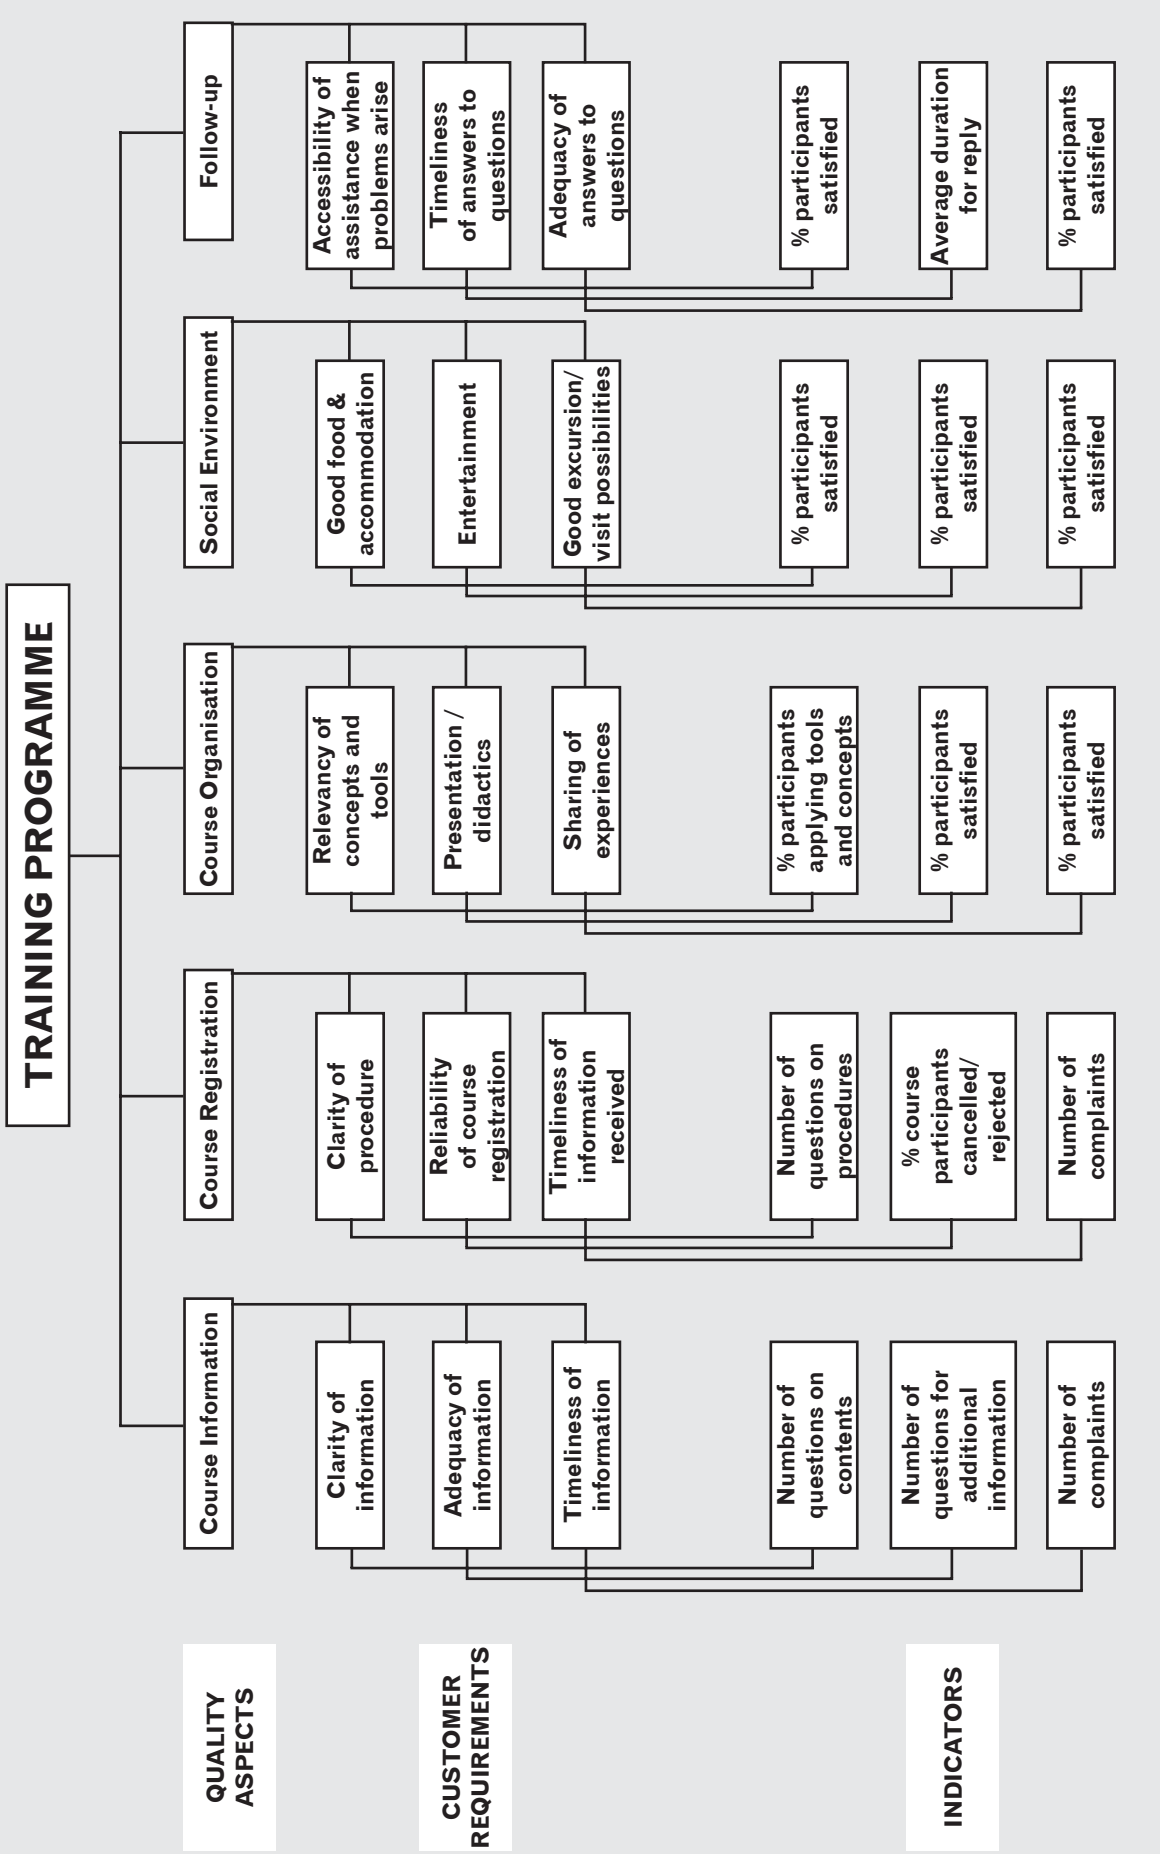 TRAINING PROGRAMME
QUALITY
ASPECTS
Course Information
Course Registration
Course Organisation
Social Environment
Follow-up
CUSTOMER
REQUIREMENTS
Clarity of
information
Adequacy of
information
Timeliness of
information
Clarity of
procedure
Reliability
of course
registration
Timeliness of
information
received
Relevancy of
concepts and
tools
Presentation /
didactics
Sharing of
experiences
Good food &
accommodation
Entertainment
Good excursion/
visit possibilities
Accessibility of
assistance when
problems arise
Timeliness
of answers to
questions
Adequacy of
answers to
questions
INDICATORS
Number of
questions on
contents
Number of
questions for
additional
information
Number of
complaints
Number of
questions on
procedures
% course
participants
cancelled/
rejected
Number of
complaints
% participants
applying tools
and concepts
% participants
satisfied
% participants
satisfied
% participants
satisfied
% participants
satisfied
% participants
satisfied
% participants
satisfied
Average duration
for reply
% participants
satisfied